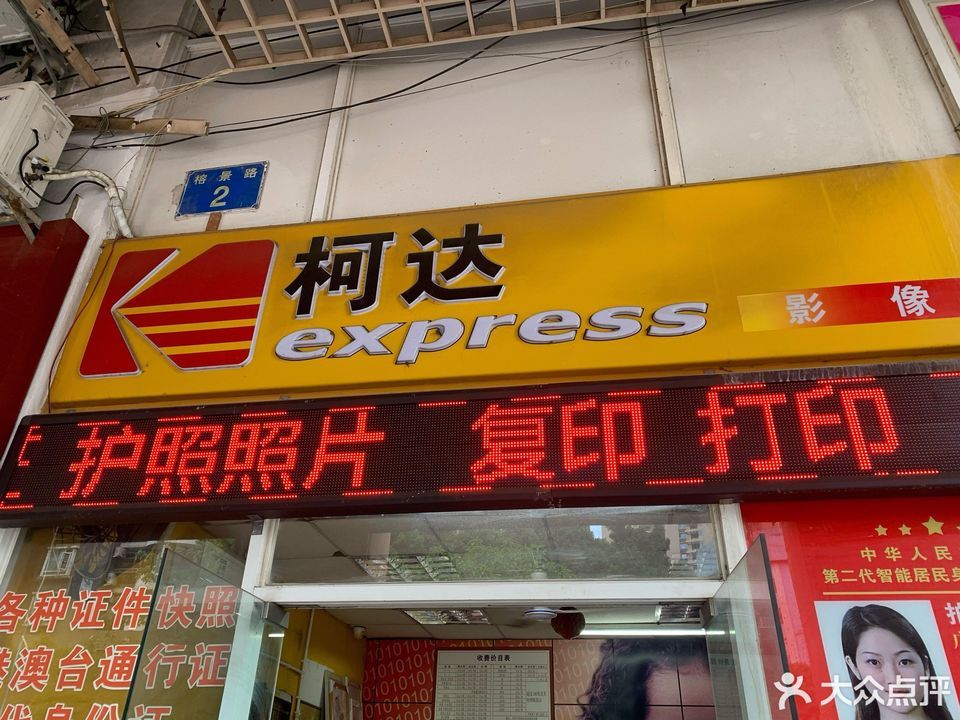 榕景路
2
柯达
express
影像
护照照片 复印 打印
各种证件快照
港澳台通行证
收费价目表
中华人民
第二代智能居民身
大众点评